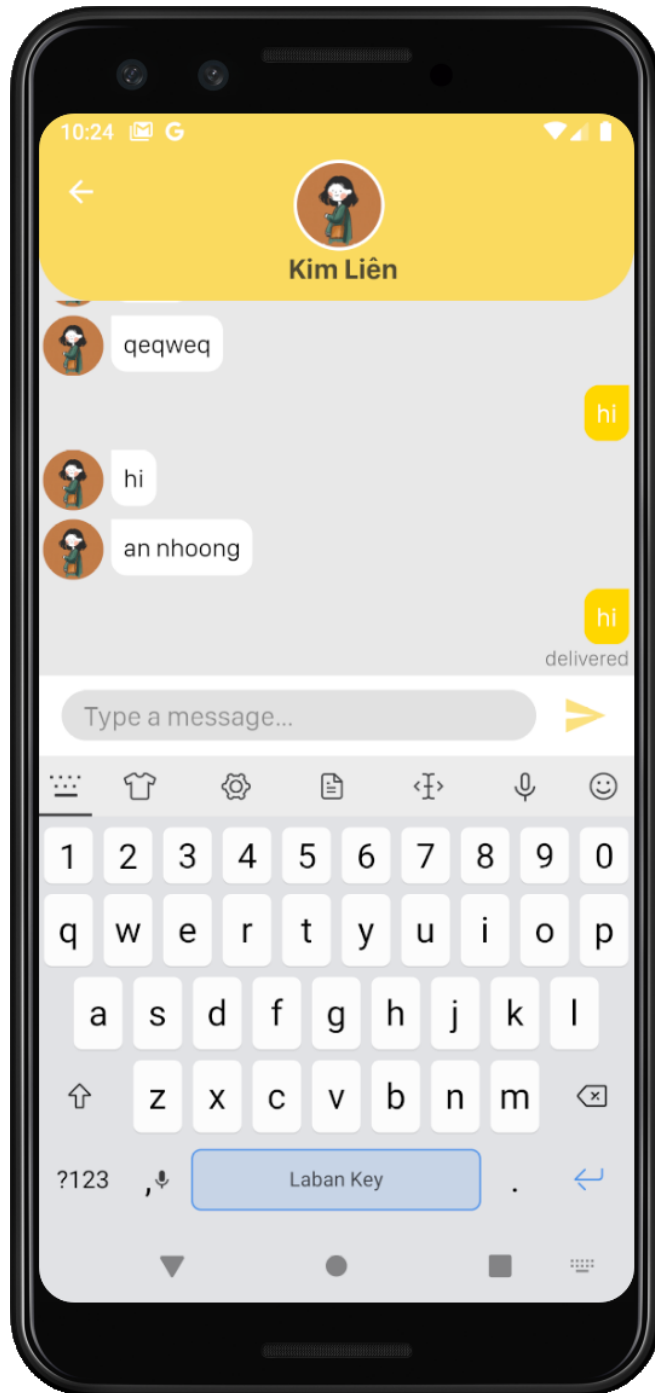 10:24 G
Kim Liên
qeqweq
hi
hi
an nhoong
hi
delivered
Type a message...
1 2 3 4 5 6 7 8 9 0
q w e r t y u i o p
a s d f g h j k l
z x c v b n m
?123 , Laban Key .